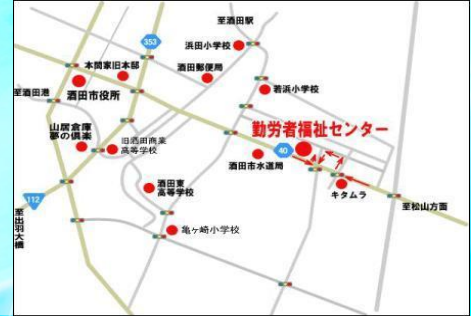 至酒田駅
353
浜田小学校
本間家旧本邸
酒田郵便局
酒田市役所
若浜小学校
至酒田港
勤労者福祉センター
山居倉庫
夢の倶楽
旧酒田商業
高等学校
40
酒田市水道局
キタムラ
酒田東
高等学校
112
至松山方面
至出羽大橋
亀ヶ崎小学校